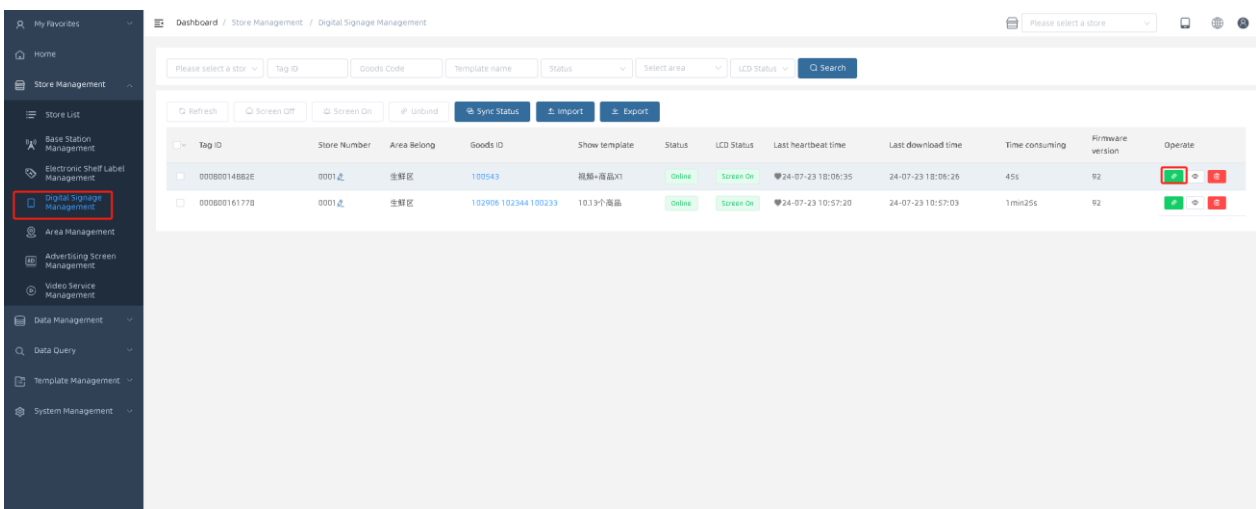 My Favorites
Dashboard / Store Management / Digital Signage Management
Please select a store
Home
Store Management
Store List
Base Station
Management
Electronic Shelf Label
Management
Digital Signage
Management
Area Management
Advertising Screen
Management
Video Service
Management
Data Management
Data Query
Template Management
System Management
Please select a stor
Tag ID
Goods Code
Template name
Status
Select area
LCD Status
Search
Refresh
Screen Off
Screen On
Unbind
Sync Status
Import
Export
Tag ID Store Number Area Belong Goods ID Show template Status LCD Status Last heartbeat time Last download time Time consuming Firmware version Operate
00080014BB2E 0001 生鲜区 100543 视频+商品X1 Online Screen On 24-07-23 18:06:35 24-07-23 18:06:26 45s 92
000800161778 0001 生鲜区 102906 102344 100233 10.13个商品 Online Screen On 24-07-23 10:57:20 24-07-23 10:57:03 1min25s 92